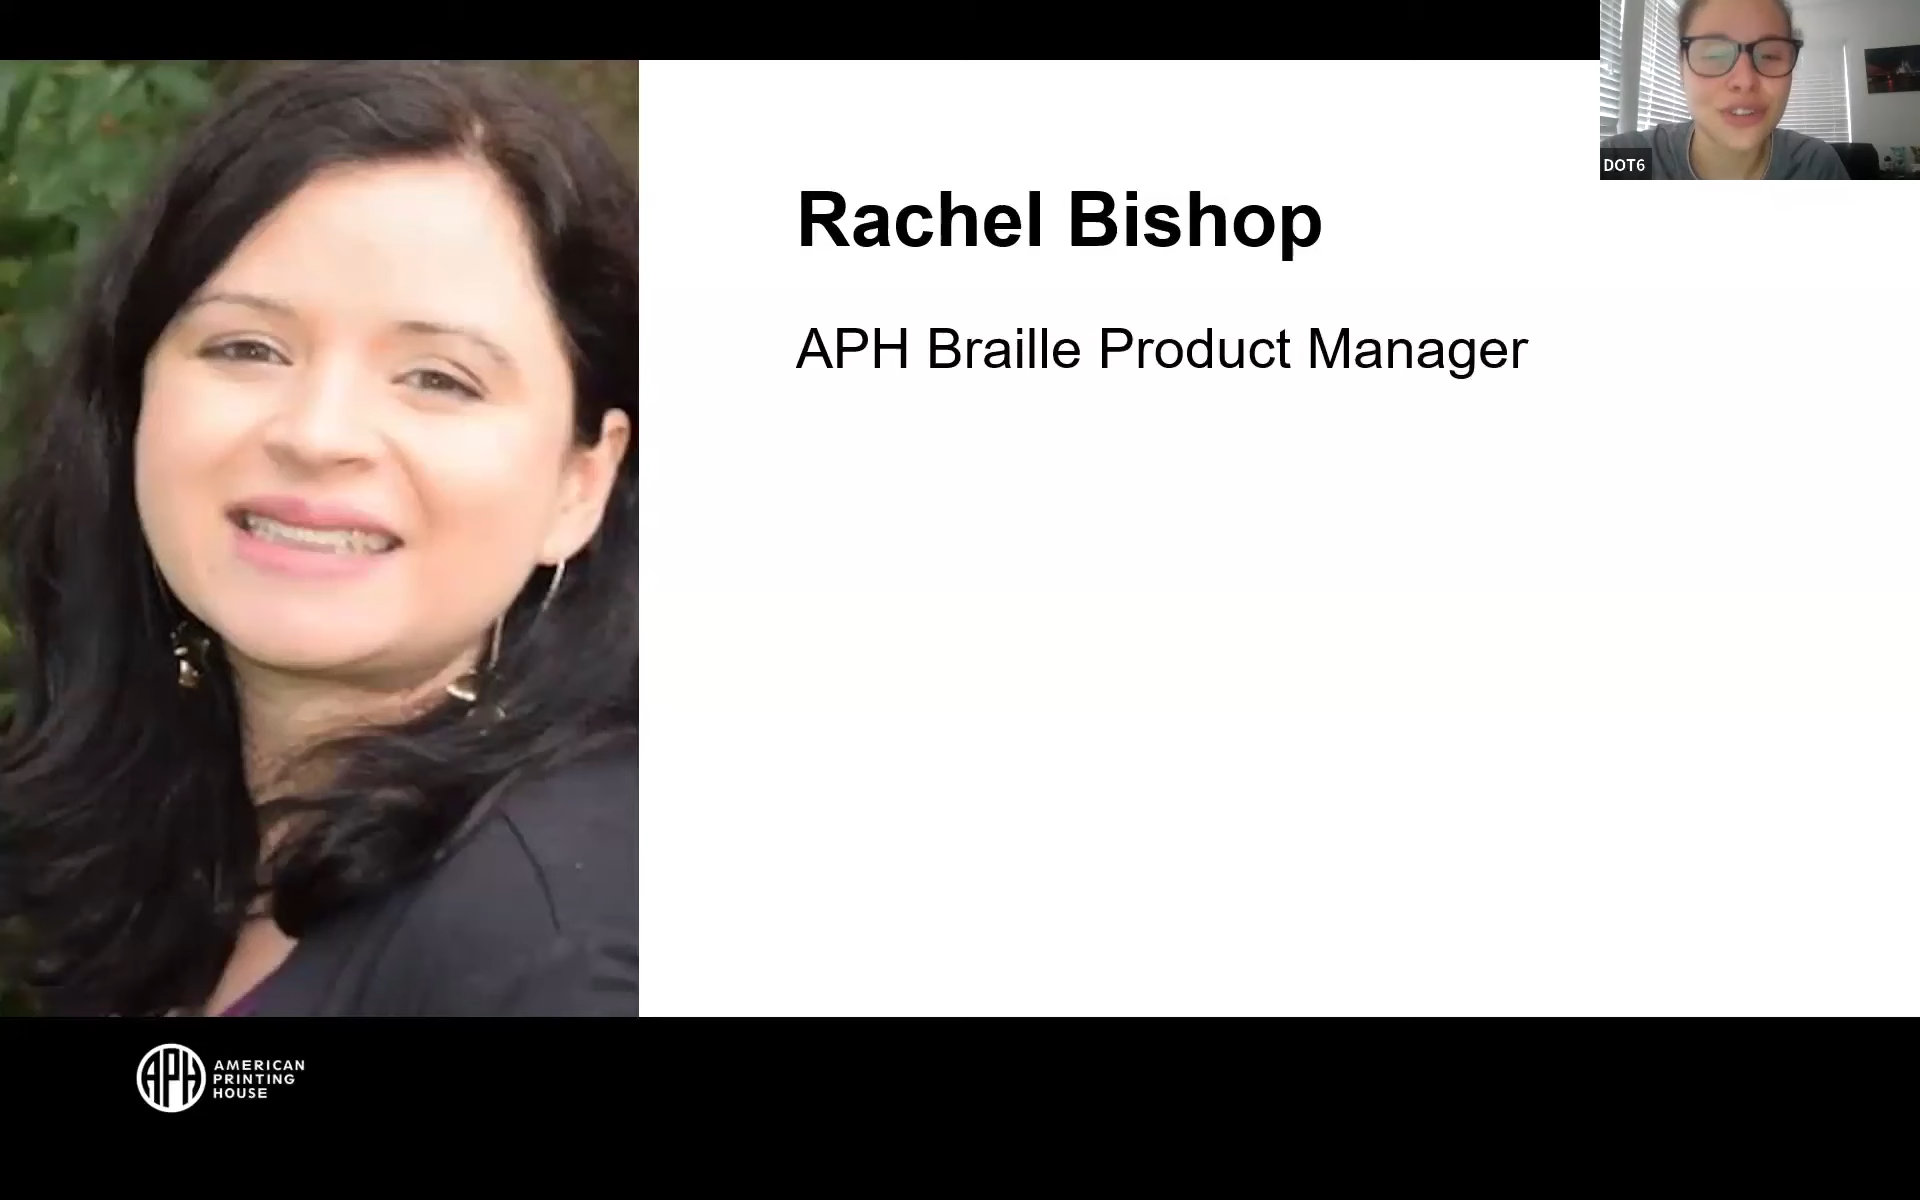 DOT6
Rachel Bishop
APH Braille Product Manager
APH
AMERICAN
PRINTING
HOUSE